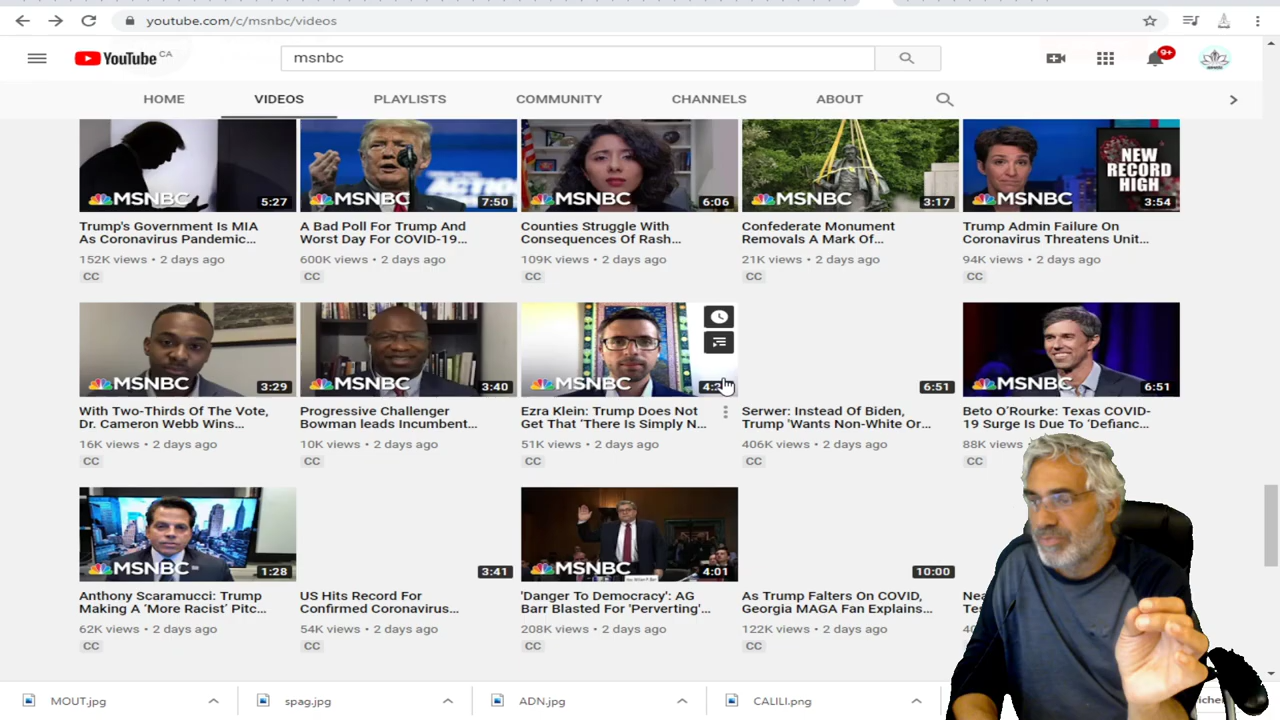 youtube.com/c/msnbc/videos
YouTube CA
msnbc
9+
HOME VIDEOS PLAYLISTS COMMUNITY CHANNELS ABOUT
NEW
RECORD
HIGH
ACTION
MSNBC 5:27
MSNBC 7:50
MSNBC 6:06
MSNBC 3:17
MSNBC 3:54
Trump's Government Is MIA
As Coronavirus Pandemic...
152K views • 2 days ago
CC
A Bad Poll For Trump And
Worst Day For COVID-19...
600K views • 2 days ago
CC
Counties Struggle With
Consequences Of Rash...
109K views • 2 days ago
CC
Confederate Monument
Removals A Mark Of...
21K views • 2 days ago
CC
Trump Admin Failure On
Coronavirus Threatens Unit...
94K views • 2 days ago
CC
MSNBC 3:29
MSNBC 3:40
MSNBC
6:51
MSNBC 6:51
With Two-Thirds Of The Vote,
Dr. Cameron Webb Wins...
16K views • 2 days ago
CC
Progressive Challenger
Bowman leads Incumbent...
10K views • 2 days ago
CC
Ezra Klein: Trump Does Not
Get That 'There Is Simply N...
51K views • 2 days ago
CC
Serwer: Instead Of Biden,
Trump 'Wants Non-White Or...
406K views • 2 days ago
CC
Beto O'Rourke: Texas COVID-
19 Surge Is Due To 'Defianc...
88K views
CC
MSNBC 1:28
3:41
MSNBC 4:01
10:00
Anthony Scaramucci: Trump
Making A 'More Racist' Pitc...
62K views • 2 days ago
CC
US Hits Record For
Confirmed Coronavirus...
54K views • 2 days ago
CC
'Danger To Democracy': AG
Barr Blasted For 'Perverting'...
208K views • 2 days ago
CC
As Trump Falters On COVID,
Georgia MAGA Fan Explains...
122K views • 2 days ago
CC
MOUT.jpg
spag.jpg
ADN.jpg
CALILI.png